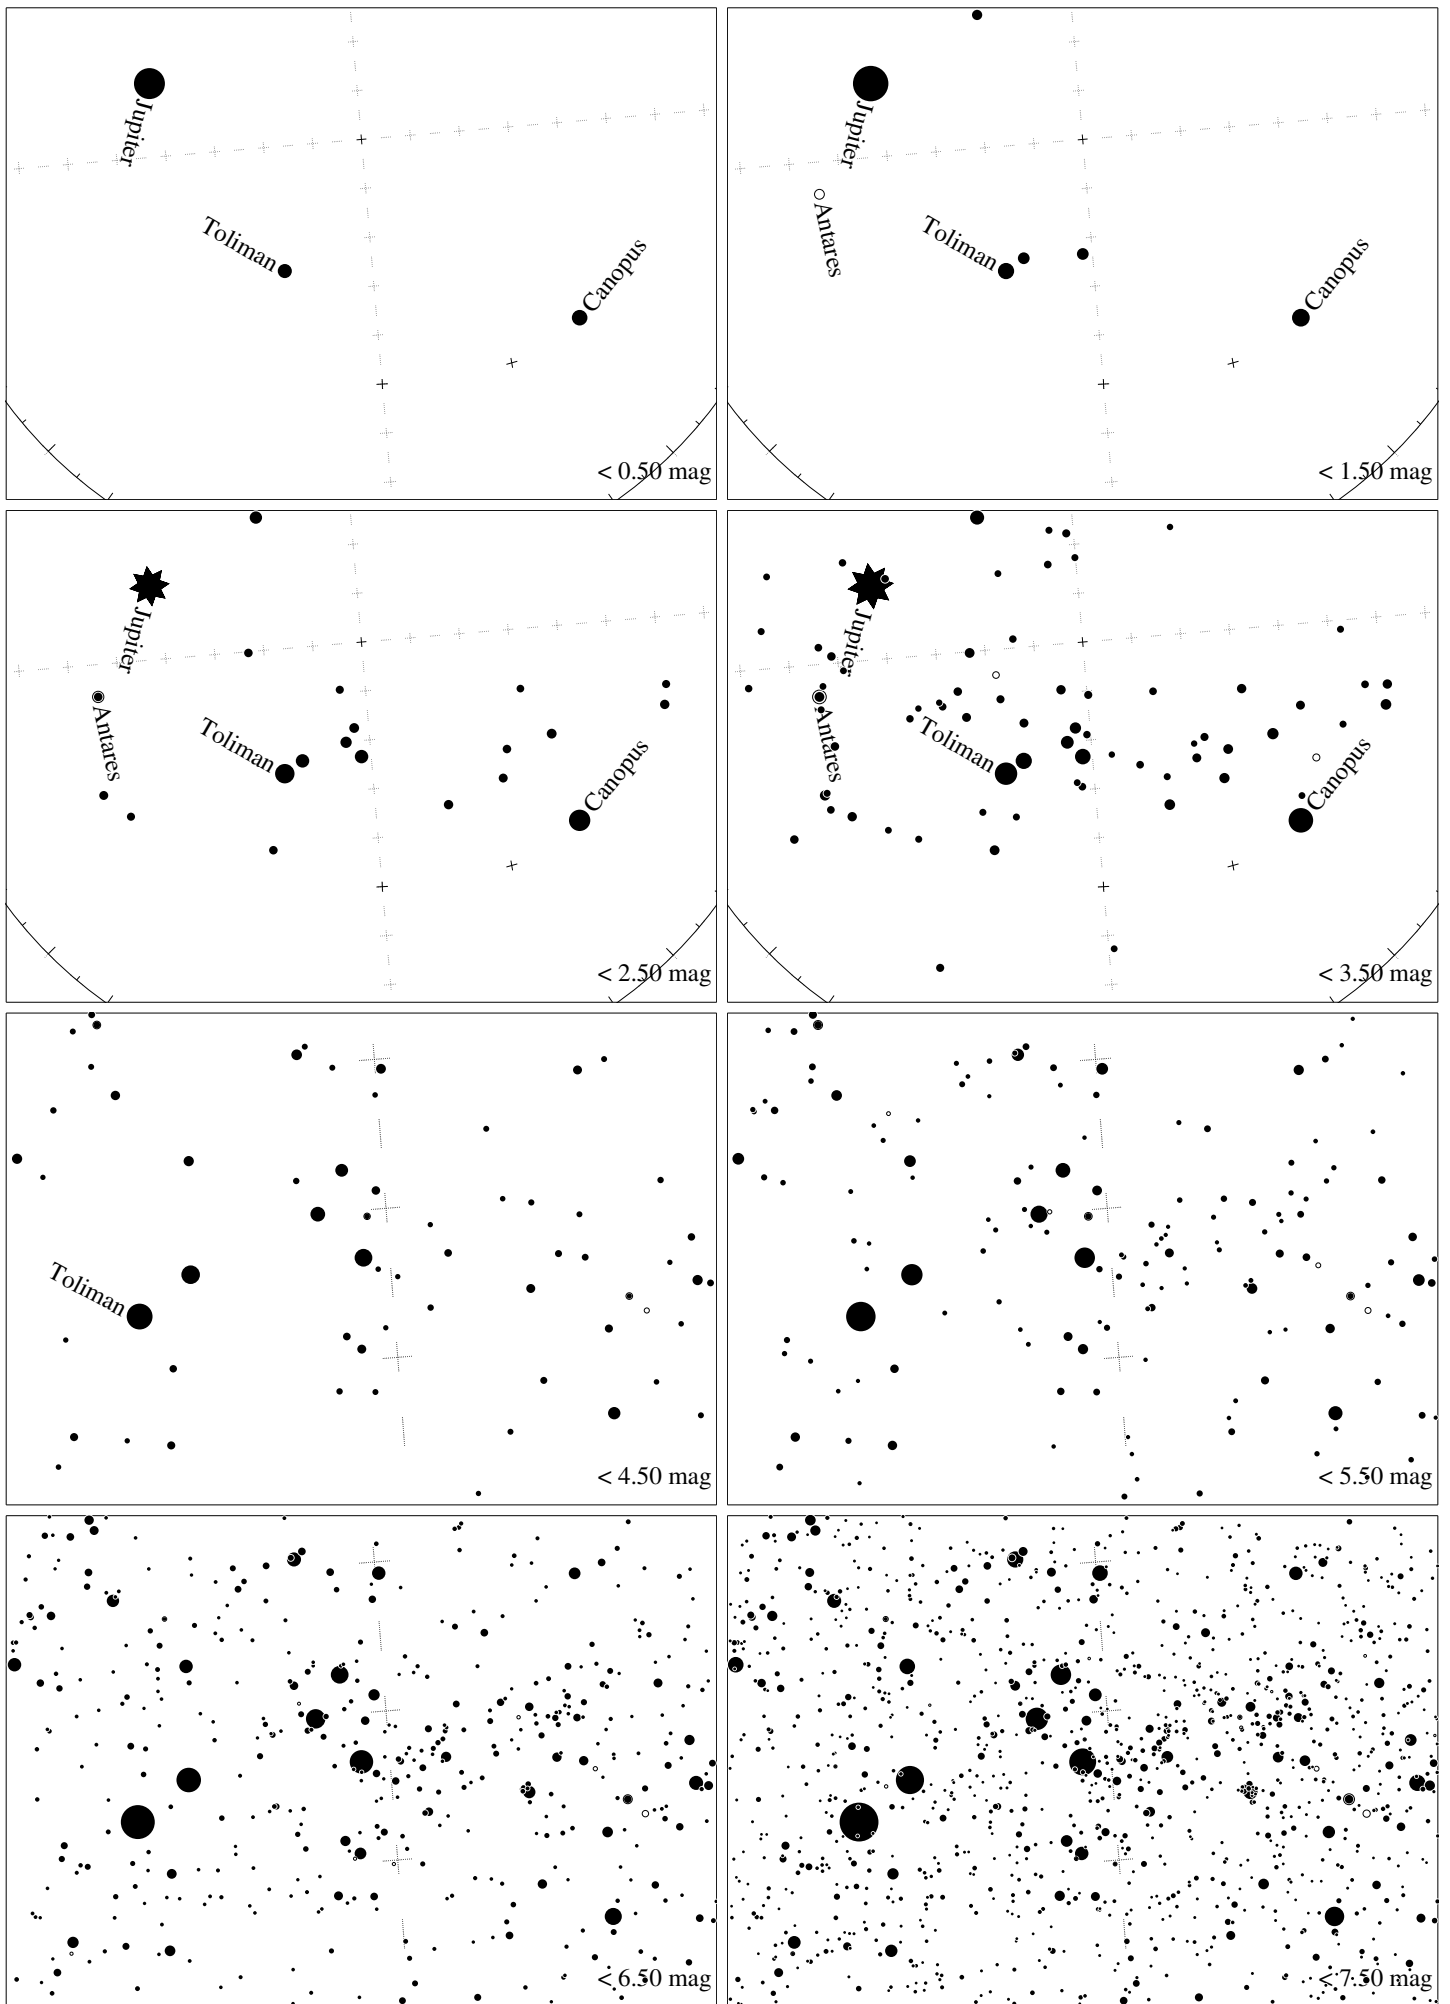 Jupiter
Toliman
Canopus
< 0.50 mag
Jupiter
Antares
Toliman
Canopus
< 1.50 mag
Jupiter
Antares
Toliman
Canopus
< 2.50 mag
Jupiter
Antares
Toliman
Canopus
< 3.50 mag
Toliman
< 4.50 mag
< 5.50 mag
< 6.50 mag
< 7.50 mag